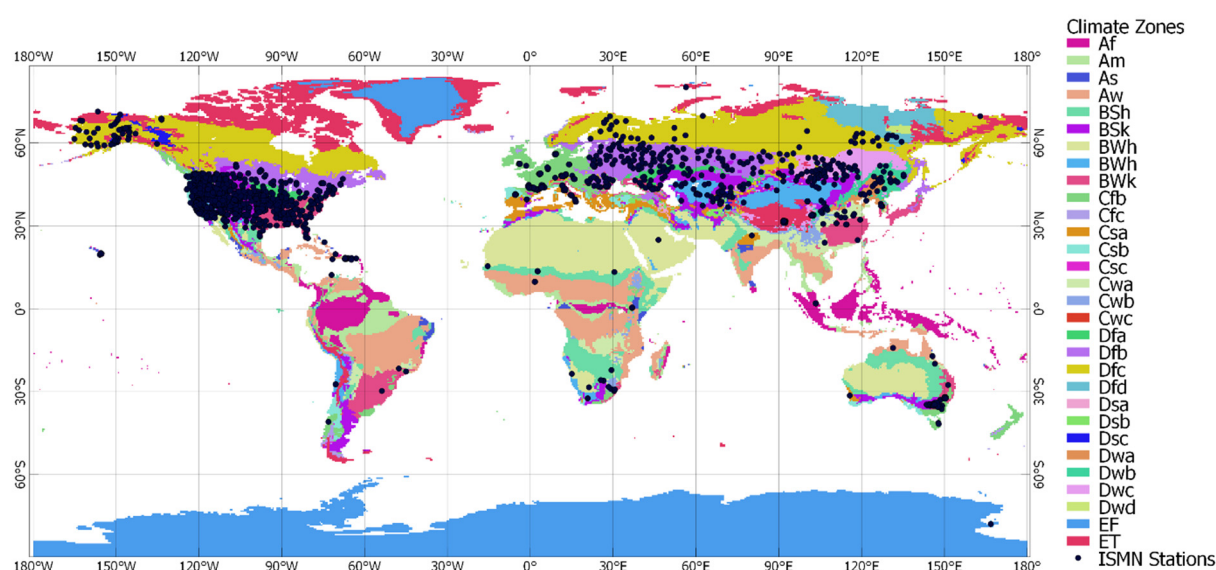 180°W 150°W 120°W 90°W 60°W 30°W 0° 30°E 60°E 90°E 120°E 150°E 180°
60°N 60°N
30°N 30°N
0° 0°
30°S 30°S
60°S 60°S
180°W 150°W 120°W 90°W 60°W 30°W 0° 30°E 60°E 90°E 120°E 150°E 180°
Climate Zones
Af
Am
As
Aw
BSh
BSk
BWh
BWh
BWk
Cfb
Cfc
Csa
Csb
Csc
Cwa
Cwb
Cwc
Dfa
Dfb
Dfc
Dfd
Dsa
Dsb
Dsc
Dwa
Dwb
Dwc
Dwd
EF
ET
ISMN Stations